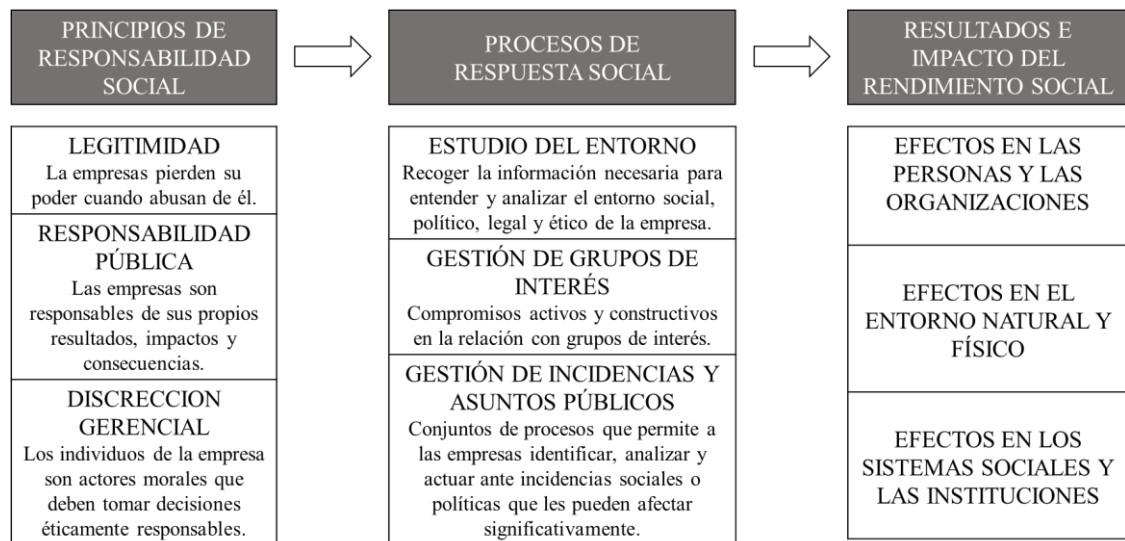 PRINCIPIOS DE
RESPONSABILIDAD
SOCIAL
LEGITIMIDAD
La empresas pierden su
poder cuando abusan de él.
RESPONSABILIDAD
PÚBLICA
Las empresas son
responsables de sus propios
resultados, impactos y
consecuencias.
DISCRECCION
GERENCIAL
Los individuos de la empresa
son actores morales que
deben tomar decisiones
éticamente responsables.
PROCESOS DE
RESPUESTA SOCIAL
ESTUDIO DEL ENTORNO
Recoger la información necesaria para
entender y analizar el entorno social,
político, legal y ético de la empresa.
GESTIÓN DE GRUPOS DE
INTERÉS
Compromisos activos y constructivos
en la relación con grupos de interés.
GESTIÓN DE INCIDENCIAS Y
ASUNTOS PÚBLICOS
Conjuntos de procesos que permite a
las empresas identificar, analizar y
actuar ante incidencias sociales o
políticas que les pueden afectar
significativamente.
RESULTADOS E
IMPACTO DEL
RENDIMIENTO SOCIAL
EFECTOS EN LAS
PERSONAS Y LAS
ORGANIZACIONES
EFECTOS EN EL
ENTORNO NATURAL Y
FÍSICO
EFECTOS EN LOS
SISTEMAS SOCIALES Y
LAS INSTITUCIONES